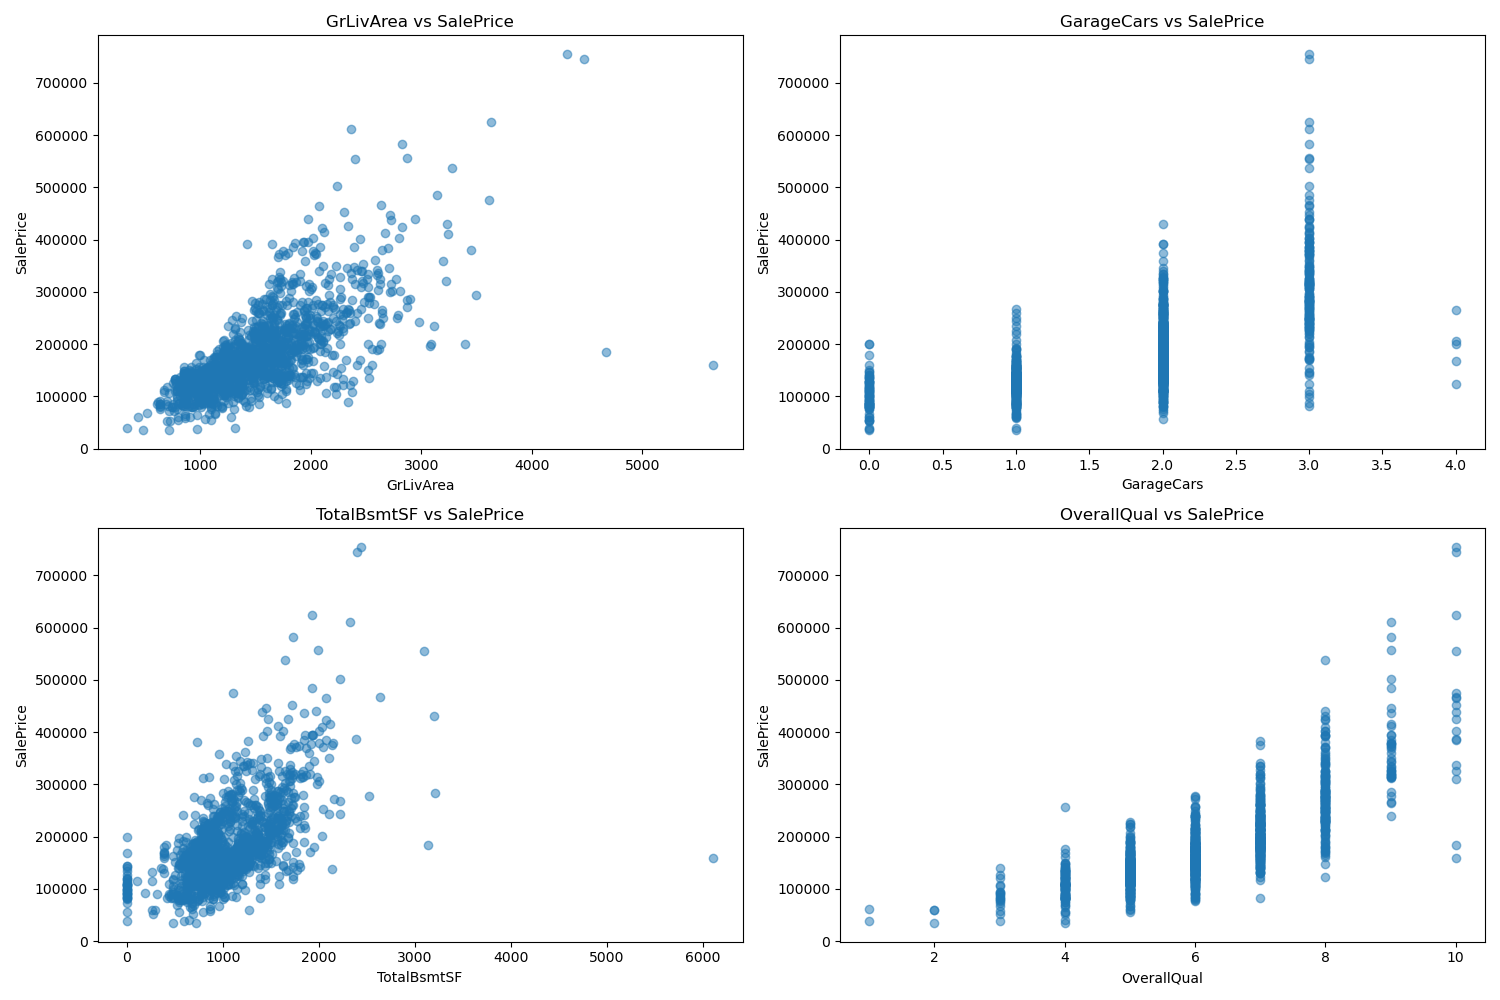 GrLivArea vs SalePrice
SalePrice
700000
600000
500000
400000
300000
200000
100000
0
1000 2000 3000 4000 5000
GrLivArea
GarageCars vs SalePrice
SalePrice
700000
600000
500000
400000
300000
200000
100000
0
0.0 0.5 1.0 1.5 2.0 2.5 3.0 3.5 4.0
GarageCars
TotalBsmtSF vs SalePrice
SalePrice
700000
600000
500000
400000
300000
200000
100000
0
0 1000 2000 3000 4000 5000 6000
TotalBsmtSF
OverallQual vs SalePrice
SalePrice
700000
600000
500000
400000
300000
200000
100000
0
2 4 6 8 10
OverallQual